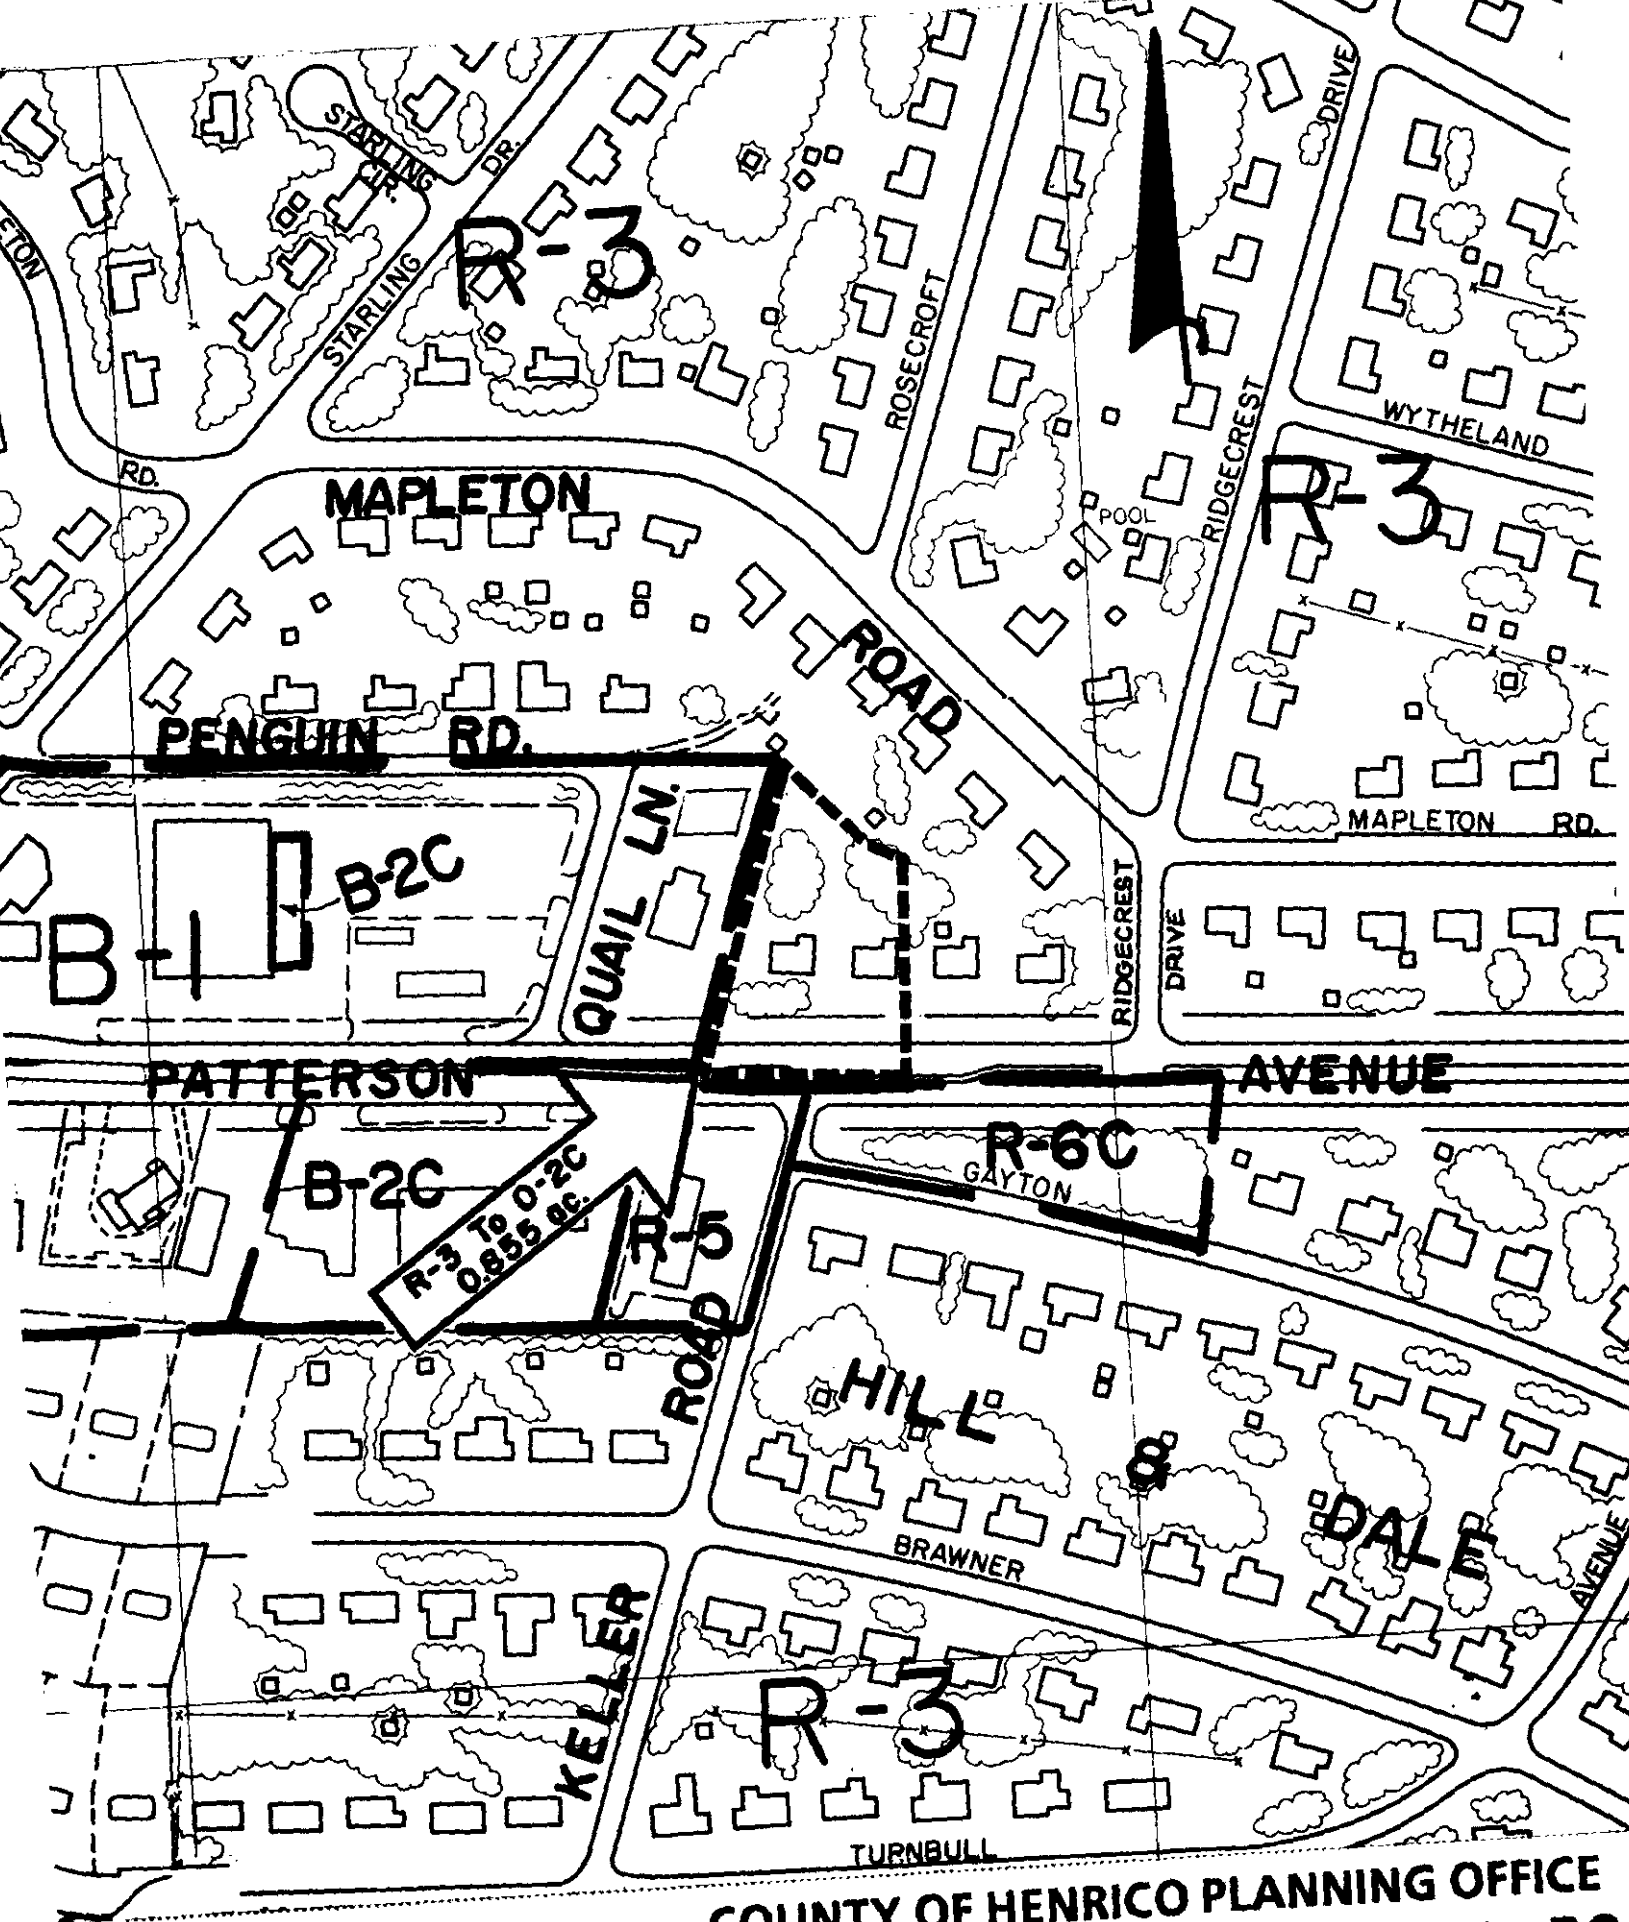 STARLING
CIR.
DR.
DRIVE
R-3
ETON
STARLING
ROSECROFT
RIDGECREST
WYTHELAND
RD.
MAPLETON
R-3
POOL
ROAD
PENGUIN RD.
QUAIL LN.
MAPLETON RD.
B-2C
B-1
RIDGECREST
DRIVE
PATTERSON
AVENUE
R-6C
GAYTON
B-2C
R-3 To O-2C
0.855 ac.
R-5
ROAD
HILL
&
DALE
BRAWNER
AVENUE
KELLER
R-3
TURNBULL
COUNTY OF HENRICO PLANNING OFFICE